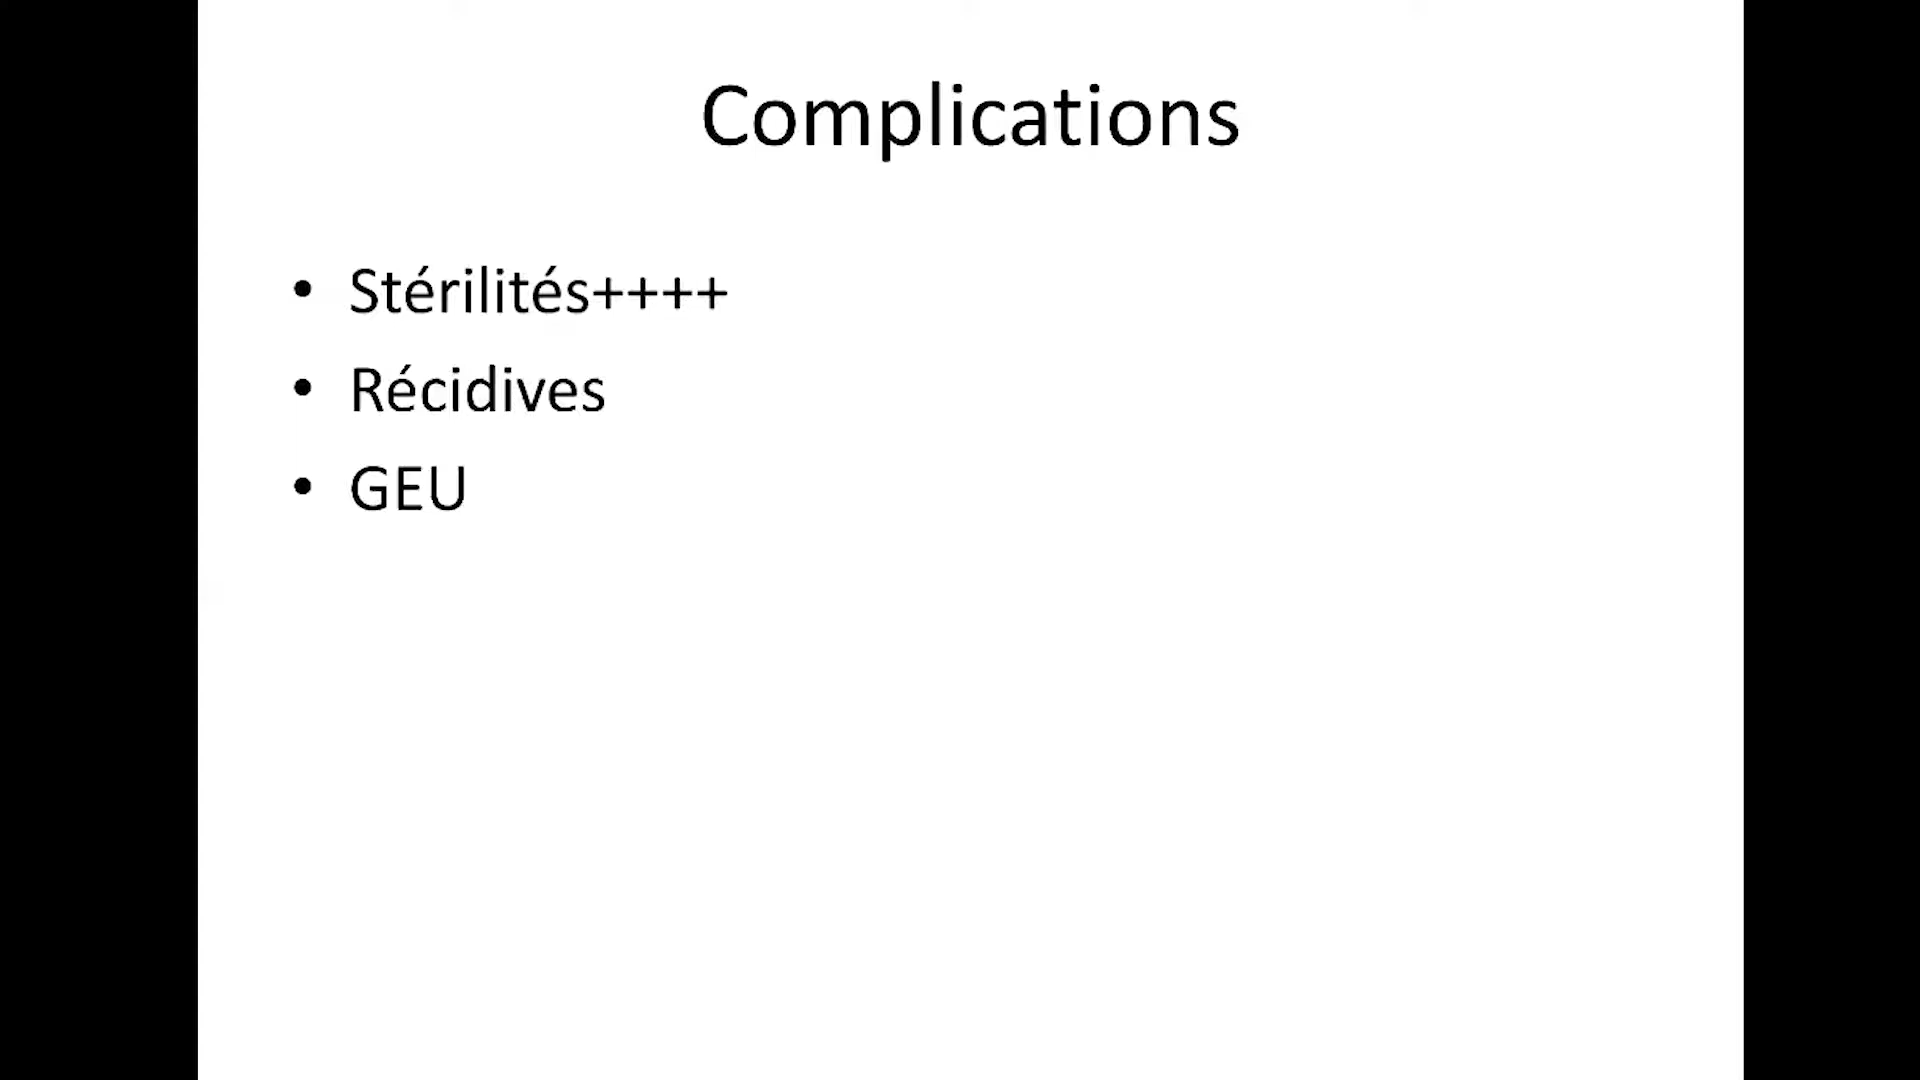 Complications
• Stérilités++++
• Récidives
• GEU